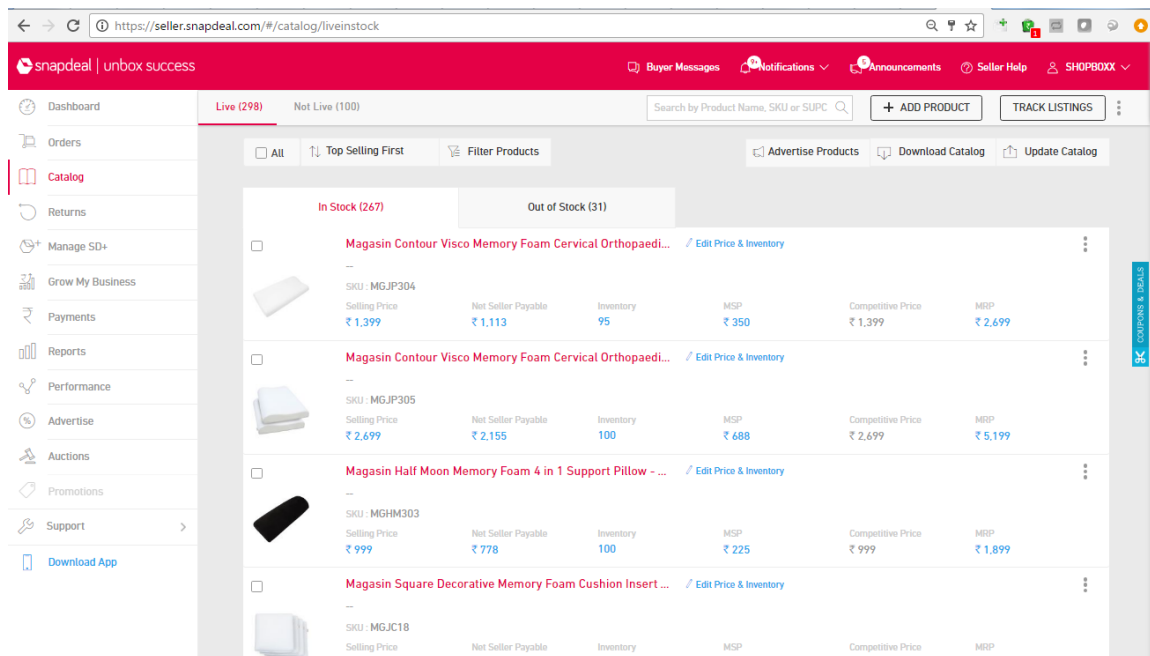 https://seller.snapdeal.com/#/catalog/liveinstock
1
snapdeal | unbox success
Buyer Messages
9+
Notifications
5
Announcements
Seller Help
SHOPBOXX
Dashboard
Orders
Catalog
Returns
Manage SD+
Grow My Business
Payments
Reports
Performance
Advertise
Auctions
Promotions
Support
Download App
Live (298) Not Live (100)
Search by Product Name, SKU or SUPC
+ ADD PRODUCT
TRACK LISTINGS
All
Top Selling First
Filter Products
Advertise Products
Download Catalog
Update Catalog
In Stock (267) Out of Stock (31)
Magasin Contour Visco Memory Foam Cervical Orthopaedi... Edit Price & Inventory
--
SKU : MGJP304
Selling Price Net Seller Payable Inventory MSP Competitive Price MRP
₹ 1,399 ₹ 1,113 95 ₹ 350 ₹ 1,399 ₹ 2,699
Magasin Contour Visco Memory Foam Cervical Orthopaedi... Edit Price & Inventory
--
SKU : MGJP305
Selling Price Net Seller Payable Inventory MSP Competitive Price MRP
₹ 2,699 ₹ 2,155 100 ₹ 688 ₹ 2,699 ₹ 5,199
Magasin Half Moon Memory Foam 4 in 1 Support Pillow - ... Edit Price & Inventory
--
SKU : MGHM303
Selling Price Net Seller Payable Inventory MSP Competitive Price MRP
₹ 999 ₹ 778 100 ₹ 225 ₹ 999 ₹ 1,899
Magasin Square Decorative Memory Foam Cushion Insert ... Edit Price & Inventory
--
SKU : MGJC18
Selling Price Net Seller Payable Inventory MSP Competitive Price MRP
COUPONS & DEALS